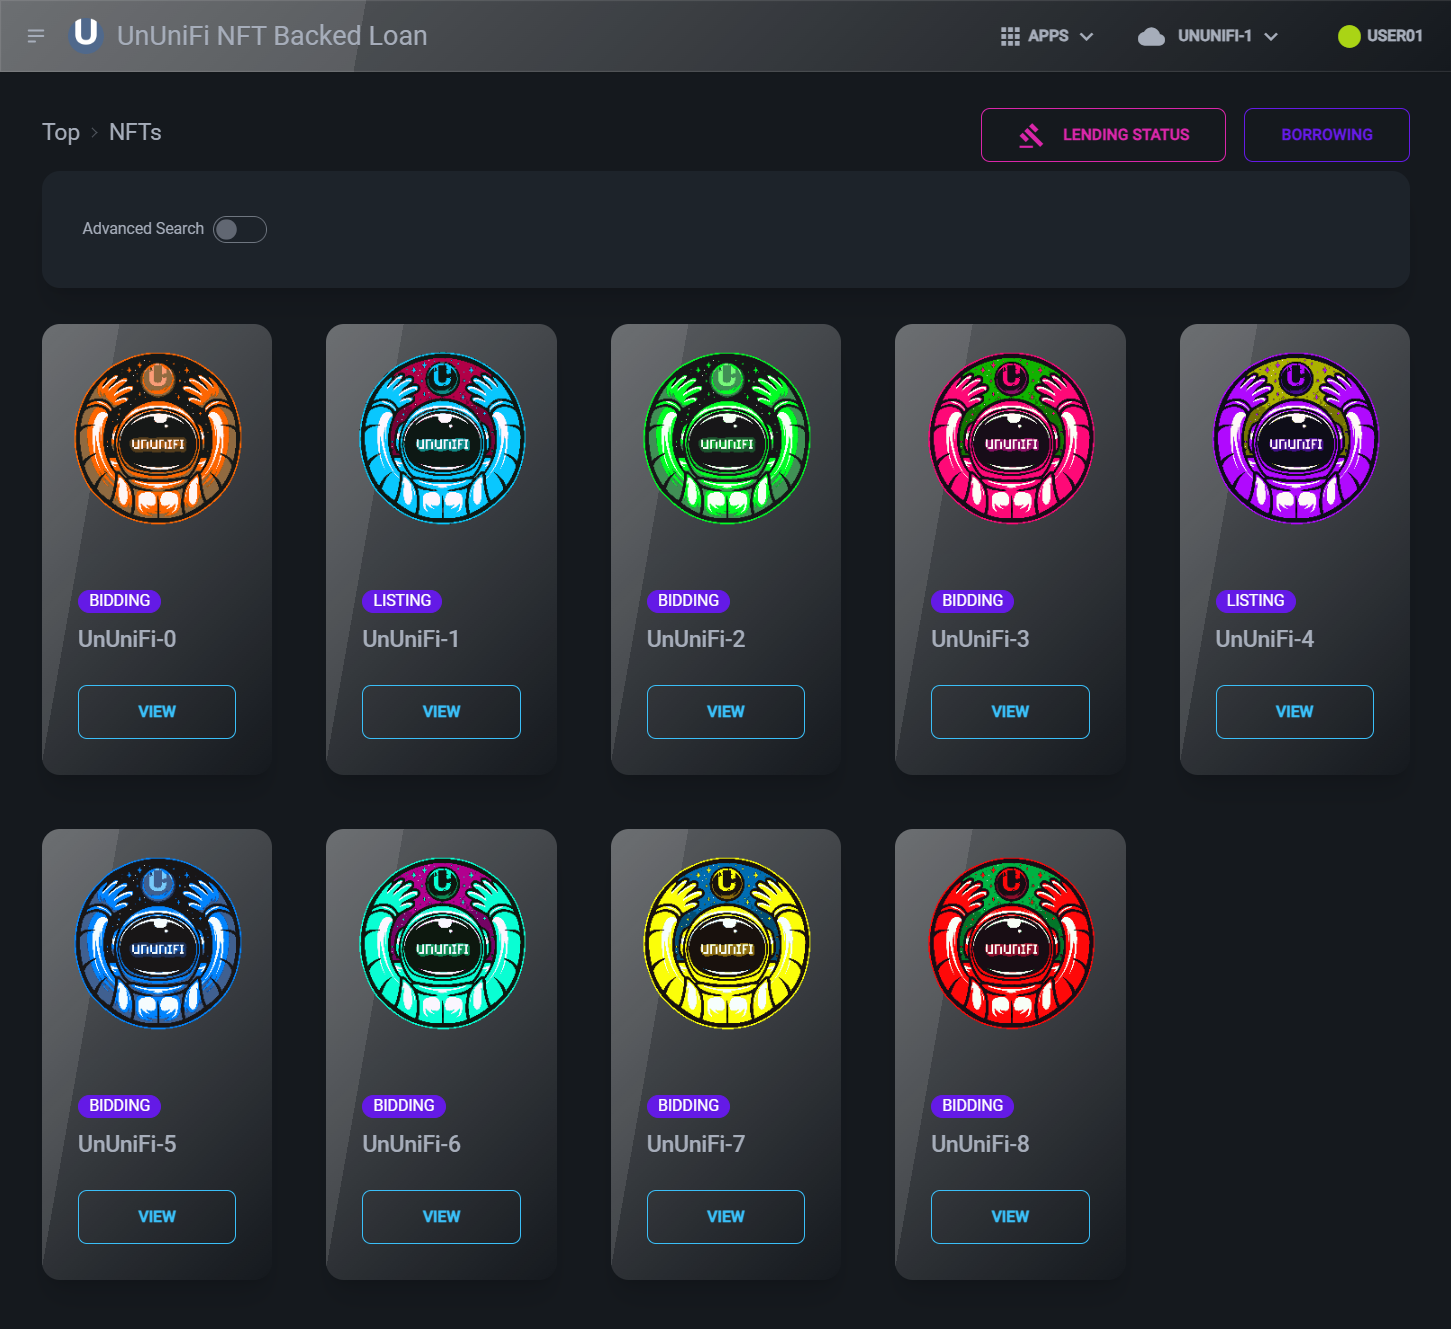 U UnUniFi NFT Backed Loan APPS UNUNIFI-1 USER01
Top > NFTs LENDING STATUS BORROWING
Advanced Search
U U U U U
UNUNIFI UNUNIFI UNUNIFI UNUNIFI UNUNIFI
BIDDING LISTING BIDDING BIDDING LISTING
UnUniFi-0 UnUniFi-1 UnUniFi-2 UnUniFi-3 UnUniFi-4
VIEW VIEW VIEW VIEW VIEW
U U U U
UNUNIFI UNUNIFI UNUNIFI UNUNIFI
BIDDING BIDDING BIDDING BIDDING
UnUniFi-5 UnUniFi-6 UnUniFi-7 UnUniFi-8
VIEW VIEW VIEW VIEW